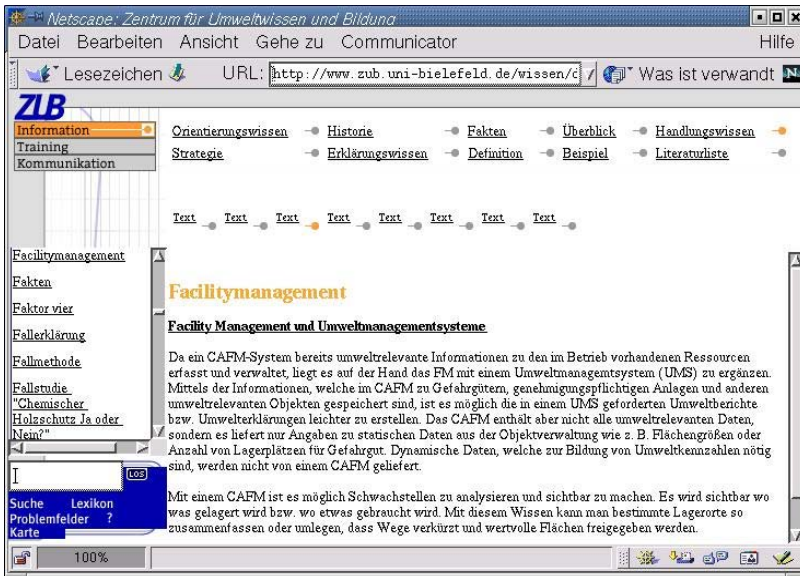 Netscape: Zentrum für Umweltwissen und Bildung
Datei Bearbeiten Ansicht Gehe zu Communicator Hilfe
Lesezeichen URL: http://www.zub.uni-bielefeld.de/wissen/d Was ist verwandt N
ZUB
Information
Training
Kommunikation
Orientierungswissen Historie Fakten Überblick Handlungswissen
Strategie Erklärungswissen Definition Beispiel Literaturliste
Text Text Text Text Text Text Text Text
Facilitymanagement
Fakten
Faktor vier
Fallerklärung
Fallmethode
Fallstudie
"Chemischer
Holzschutz Ja oder
Nein?"
LOS
Suche Lexikon
Problemfelder ?
Karte
Facilitymanagement
Facility Management und Umweltmanagementsysteme
Da ein CAFM-System bereits umweltrelevante Informationen zu den im Betrieb vorhandenen Ressourcen
erfasst und verwaltet, liegt es auf der Hand das FM mit einem Umweltmanagemtsystem (UMS) zu ergänzen.
Mittels der Informationen, welche im CAFM zu Gefahrgütern, genehmigungspflichtigen Anlagen und anderen
umweltrelevanten Objekten gespeichert sind, ist es möglich die in einem UMS geforderten Umweltberichte
bzw. Umwelterklärungen leichter zu erstellen. Das CAFM enthält aber nicht alle umweltrelevanten Daten,
sondern es liefert nur Angaben zu statischen Daten aus der Objektverwaltung wie z. B. Flächengrößen oder
Anzahl von Lagerplätzen für Gefahrgut. Dynamische Daten, welche zur Bildung von Umweltkennzahlen nötig
sind, werden nicht von einem CAFM geliefert.
Mit einem CAFM ist es möglich Schwachstellen zu analysieren und sichtbar zu machen. Es wird sichtbar wo
was gelagert wird bzw. wo etwas gebraucht wird. Mit diesem Wissen kann man bestimmte Lagerorte so
zusammenfassen oder umlegen, dass Wege verkürzt und wertvolle Flächen freigegeben werden.
100%